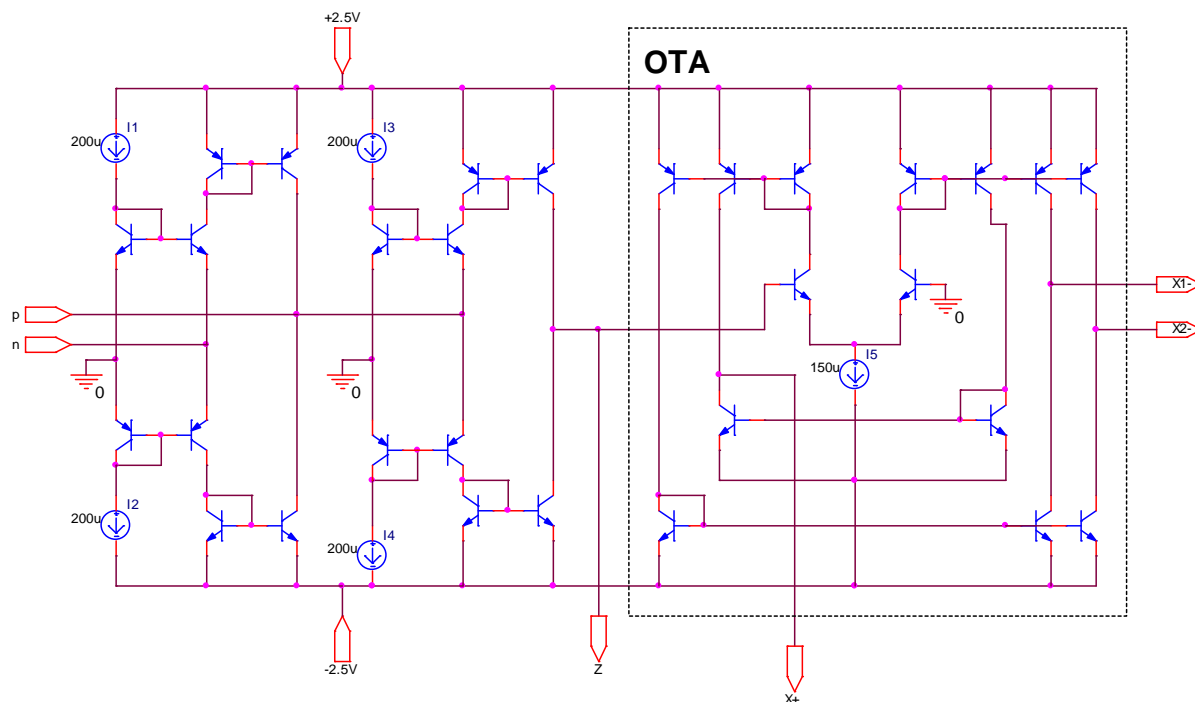 +2.5V
OTA
I1
200u
I3
200u
p
n
0
0
0
X1-
X2-
I5
150u
I2
200u
I4
200u
-2.5V
Z
X+